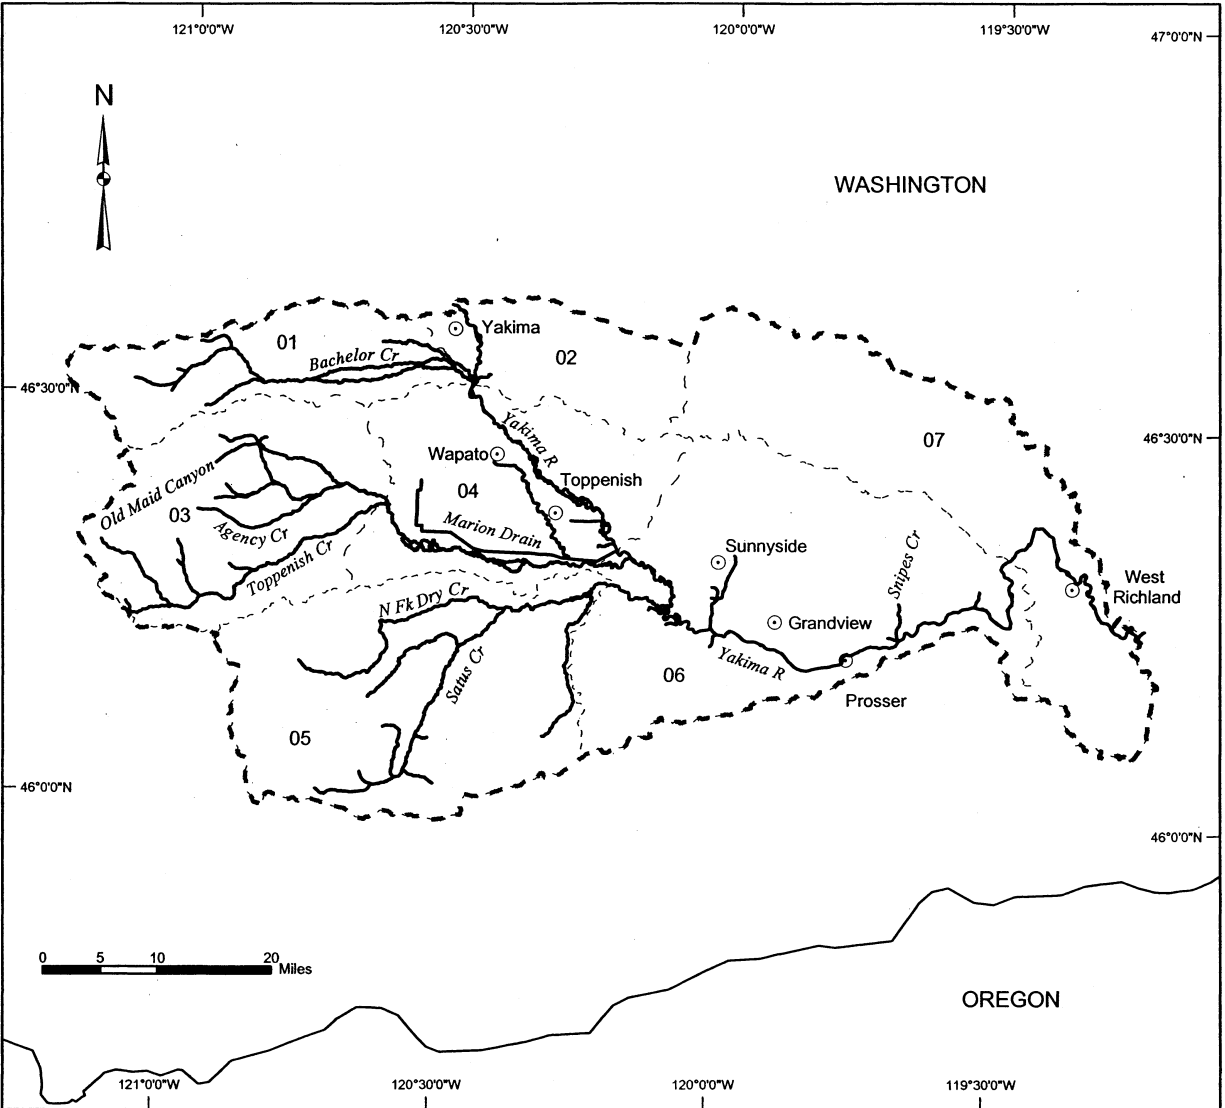 121°0'0"W 120°30'0"W 120°0'0"W 119°30'0"W
47°0'0"N
N
WASHINGTON
Yakima
01
02
Bachelor Cr
46°30'0"N
46°30'0"N
07
Yakima R
Wapato
Toppenish
Old Maid Canyon
04
03
Marion Drain
Agency Cr
Sunnyside
Toppenish Cr
Snipes Cr
West
Richland
N Fk Dry Cr
Grandview
Yakima R
Satus Cr
06
Prosser
05
46°0'0"N
46°0'0"N
0 5 10 20
Miles
OREGON
121°0'0"W 120°30'0"W 120°0'0"W 119°30'0"W